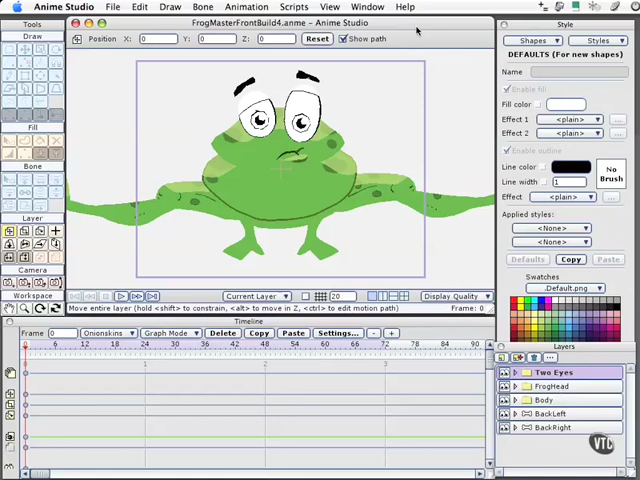 Anime Studio File Edit Draw Bone Animation Scripts View Window Help
Tools
FrogMasterFrontBuild4.anme – Anime Studio
Style
Draw
Position X: 0 Y: 0 Z: 0 Reset Show path
Shapes Styles
DEFAULTS (For new shapes)
Name
Enable fill
Fill color
Effect 1 <plain> ...
Fill
Effect 2 <plain> ...
Enable outline
Bone
Line color
Line width 1
No Brush
Effect <plain> ...
Layer
Applied styles:
<None>
<None>
Camera
Defaults Copy Paste
Swatches
Workspace
Current Layer 20 Display Quality
.Default.png
Move entire layer (hold <shift> to constrain, <alt> to move in Z, <ctrl> to edit motion path) Frame: 0
Timeline
Frame 0 Onionskins Graph Mode Delete Copy Paste Settings... - +
0 6 12 18 24 30 36 42 48 54 60 66 72 78 84 90
Layers
0 1 2 3
Two Eyes
FrogHead
Body
BackLeft
BackRight
VTC